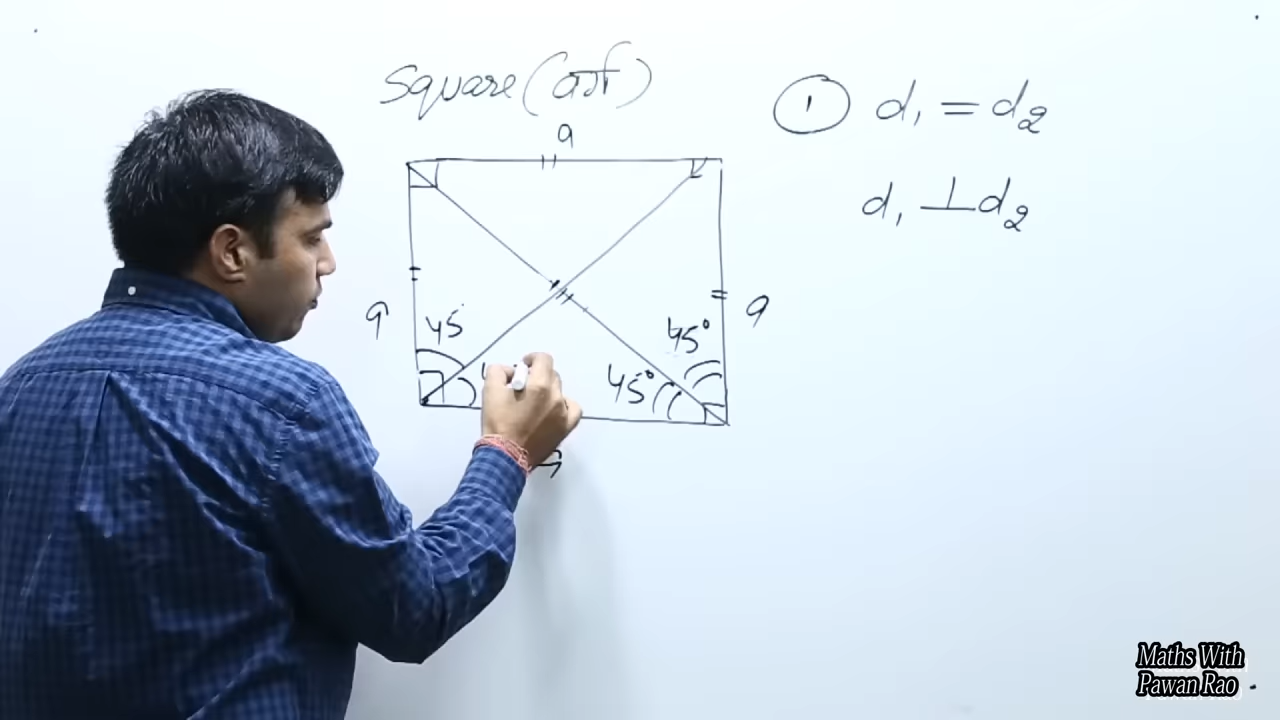 Square (वर्ग)
a
① d₁ = d₂
d₁ ⊥ d₂
a
a
45
45°
45°
Maths With
Pawan Rao